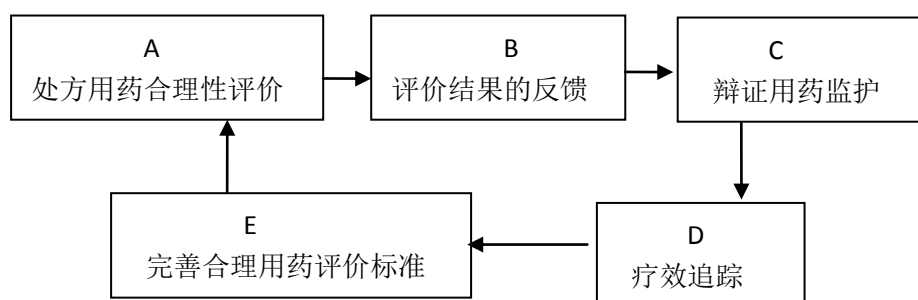 A
处方用药合理性评价
B
评价结果的反馈
C
辩证用药监护
D
疗效追踪
E
完善合理用药评价标准